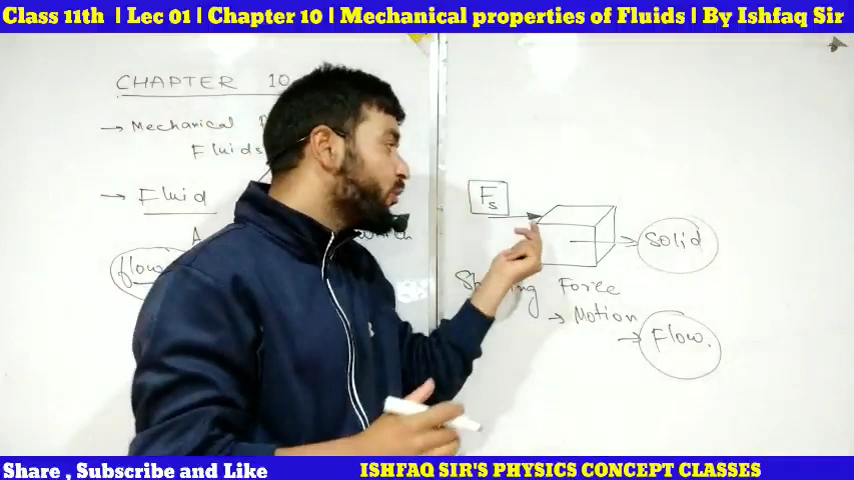 Class 11th | Lec 01 | Chapter 10 | Mechanical properties of Fluids | By Ishfaq Sir
CHAPTER 10
→ Mechanical
Fluids
→ Fluid
A
flow
Fs
Solid
Force
→ Motion
→ Flow.
Share , Subscribe and Like
ISHFAQ SIR'S PHYSICS CONCEPT CLASSES